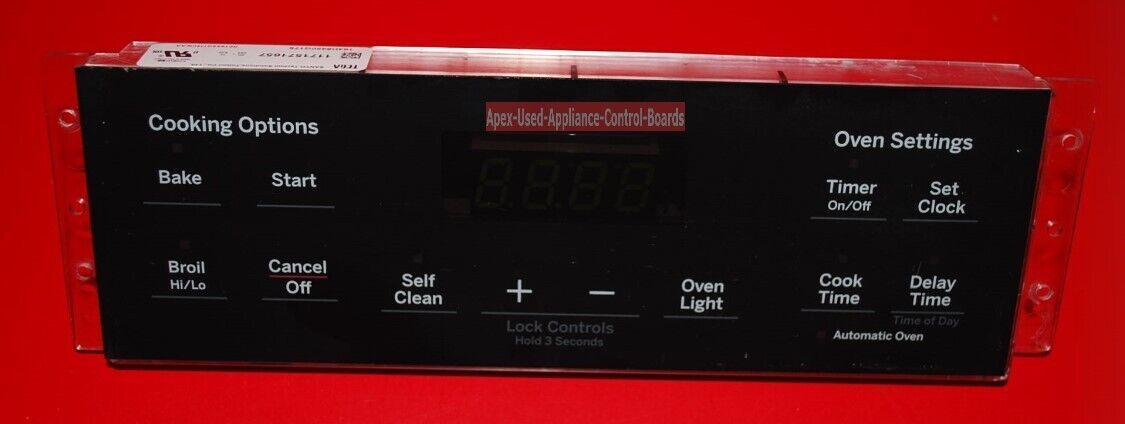 1171571657
Apex-Used-Appliance-Control-Boards
Cooking Options
Oven Settings
Bake
Start
Timer
On/Off
Set
Clock
Broil
Hi/Lo
Cancel
Off
Self
Clean
+ −
Oven
Light
Cook
Time
Delay
Time
Time of Day
Lock Controls
Hold 3 Seconds
Automatic Oven